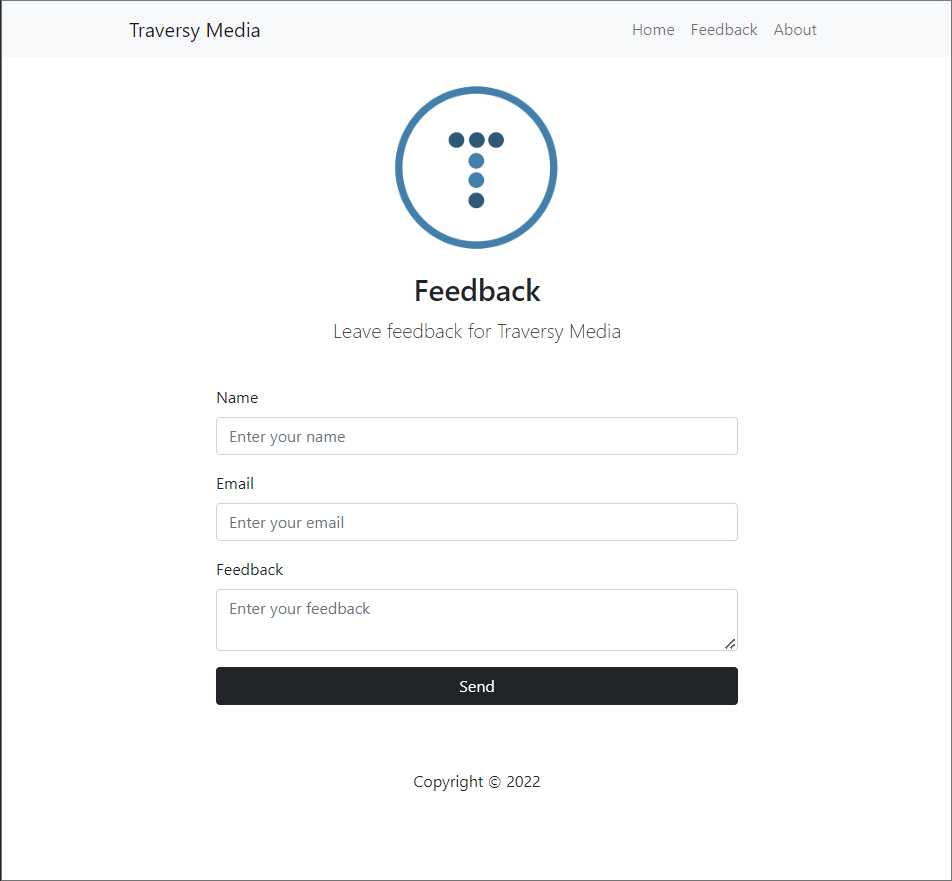 Traversy Media Home Feedback About
Feedback
Leave feedback for Traversy Media
Name
Enter your name
Email
Enter your email
Feedback
Enter your feedback
Send
Copyright © 2022